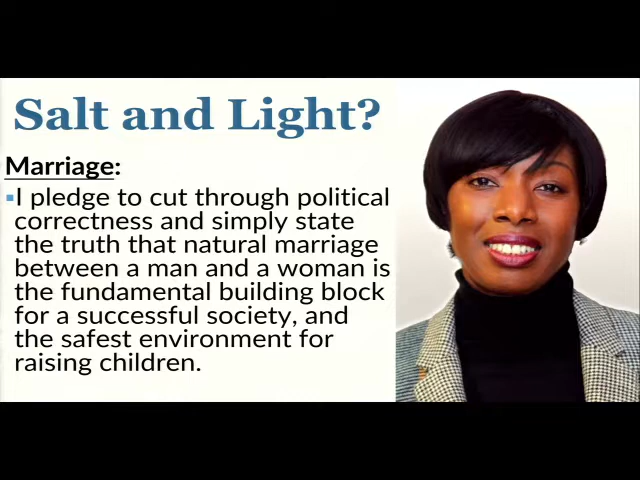 Salt and Light?
Marriage:
▪I pledge to cut through political
correctness and simply state
the truth that natural marriage
between a man and a woman is
the fundamental building block
for a successful society, and
the safest environment for
raising children.